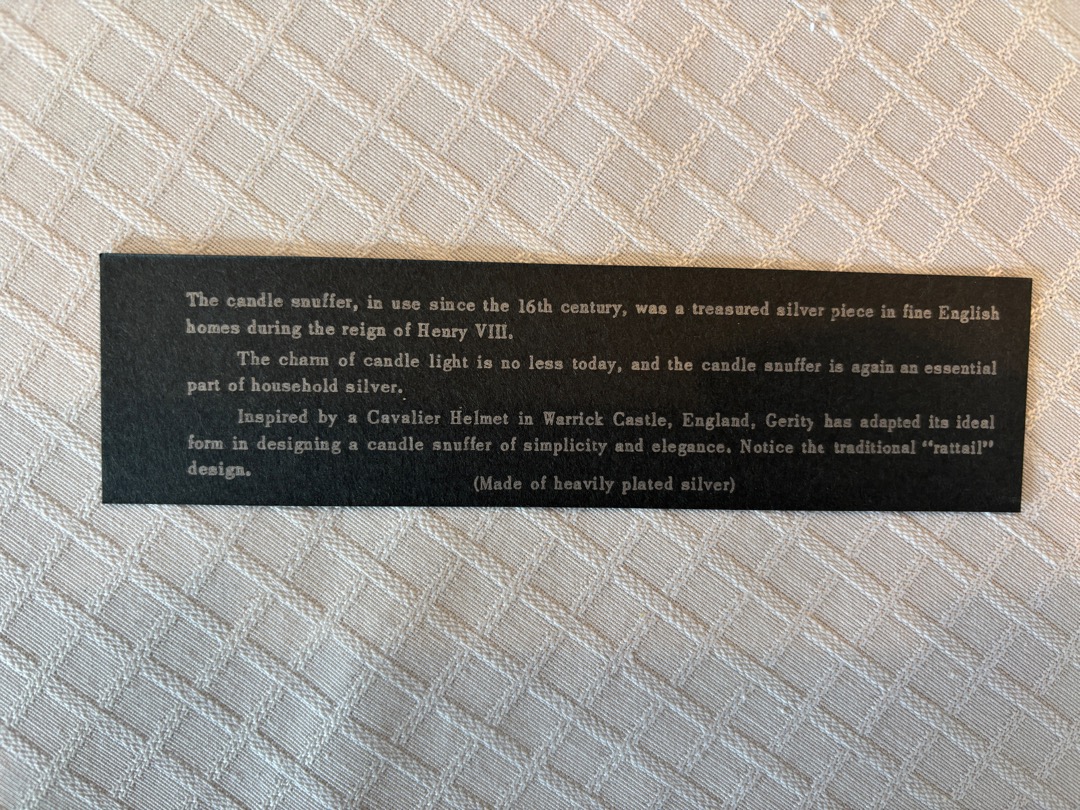 The candle snuffer, in use since the 16th century, was a treasured silver piece in fine English
homes during the reign of Henry VIII.
The charm of candle light is no less today, and the candle snuffer is again an essential
part of household silver.
Inspired by a Cavalier Helmet in Warrick Castle, England, Gerity has adapted its ideal
form in designing a candle snuffer of simplicity and elegance. Notice the traditional “rattail”
design.
(Made of heavily plated silver)